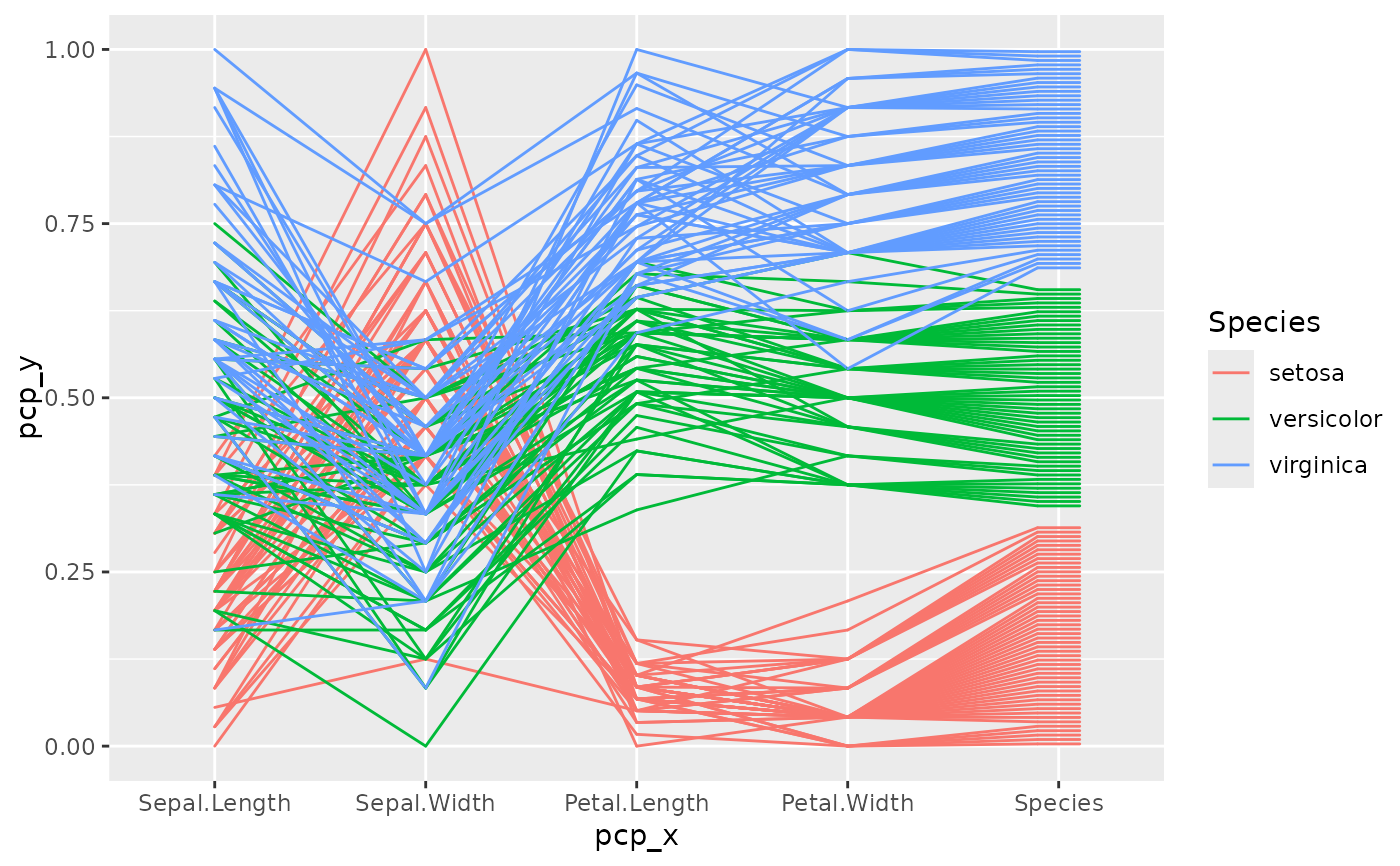 1.00
0.75
0.50
0.25
0.00
pcp_y
Sepal.Length Sepal.Width Petal.Length Petal.Width Species
pcp_x
Species
setosa
versicolor
virginica